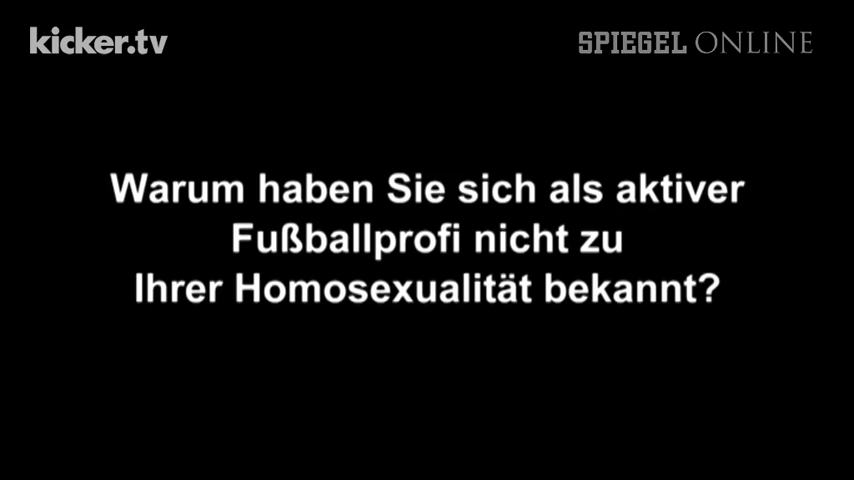 kicker.tv
SPIEGEL ONLINE
Warum haben Sie sich als aktiver
Fußballprofi nicht zu
Ihrer Homosexualität bekannt?